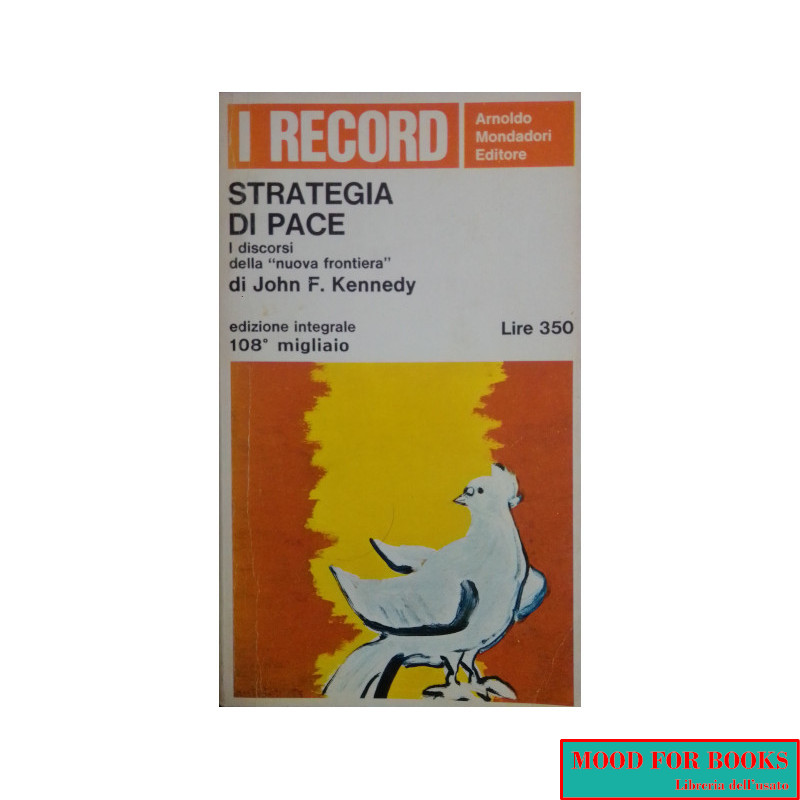 I RECORD
Arnoldo
Mondadori
Editore
STRATEGIA
DI PACE
I discorsi
della "nuova frontiera"
di John F. Kennedy
edizione integrale
Lire 350
108° migliaio
MOOD FOR BOOKS
Libreria dell'usato